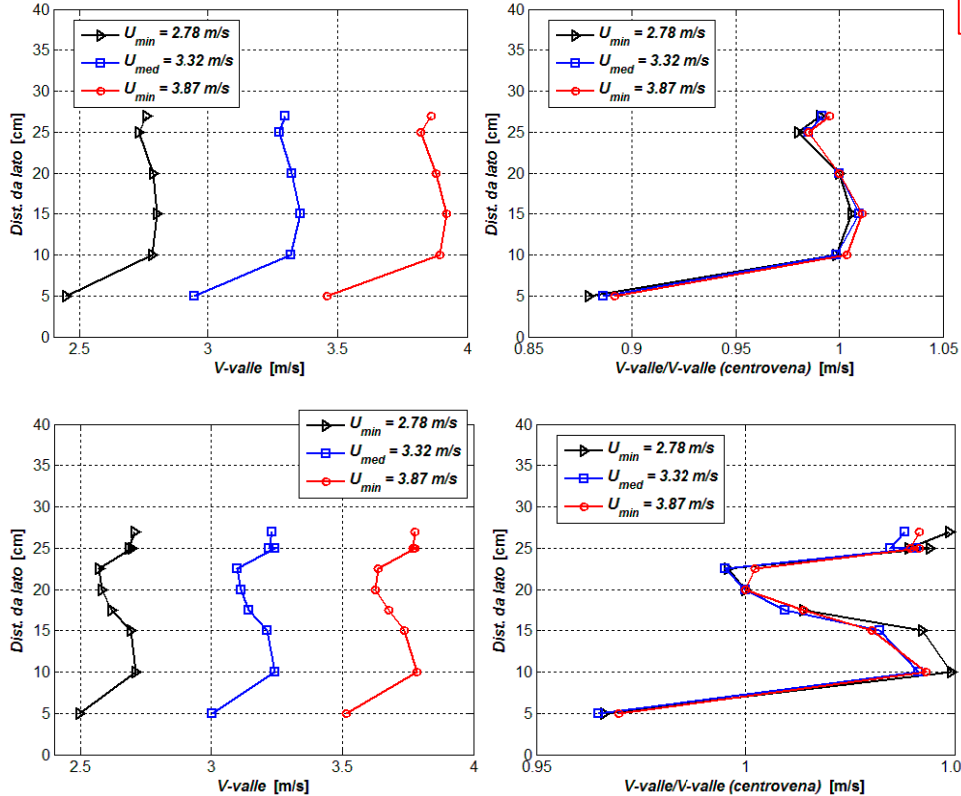 40
35
30
25
20
15
10
5
0
Dist. da lato [cm]
U_min = 2.78 m/s
U_med = 3.32 m/s
U_min = 3.87 m/s
2.5 3 3.5 4
V-valle [m/s]
40
35
30
25
20
15
10
5
0
Dist. da lato [cm]
U_min = 2.78 m/s
U_med = 3.32 m/s
U_min = 3.87 m/s
0.85 0.9 0.95 1 1.05
V-valle/V-valle (centrovena) [m/s]
40
35
30
25
20
15
10
5
0
Dist. da lato [cm]
U_min = 2.78 m/s
U_med = 3.32 m/s
U_min = 3.87 m/s
2.5 3 3.5 4
V-valle [m/s]
40
35
30
25
20
15
10
5
0
Dist. da lato [cm]
U_min = 2.78 m/s
U_med = 3.32 m/s
U_min = 3.87 m/s
0.95 1 1.0
V-valle/V-valle (centrovena) [m/s]